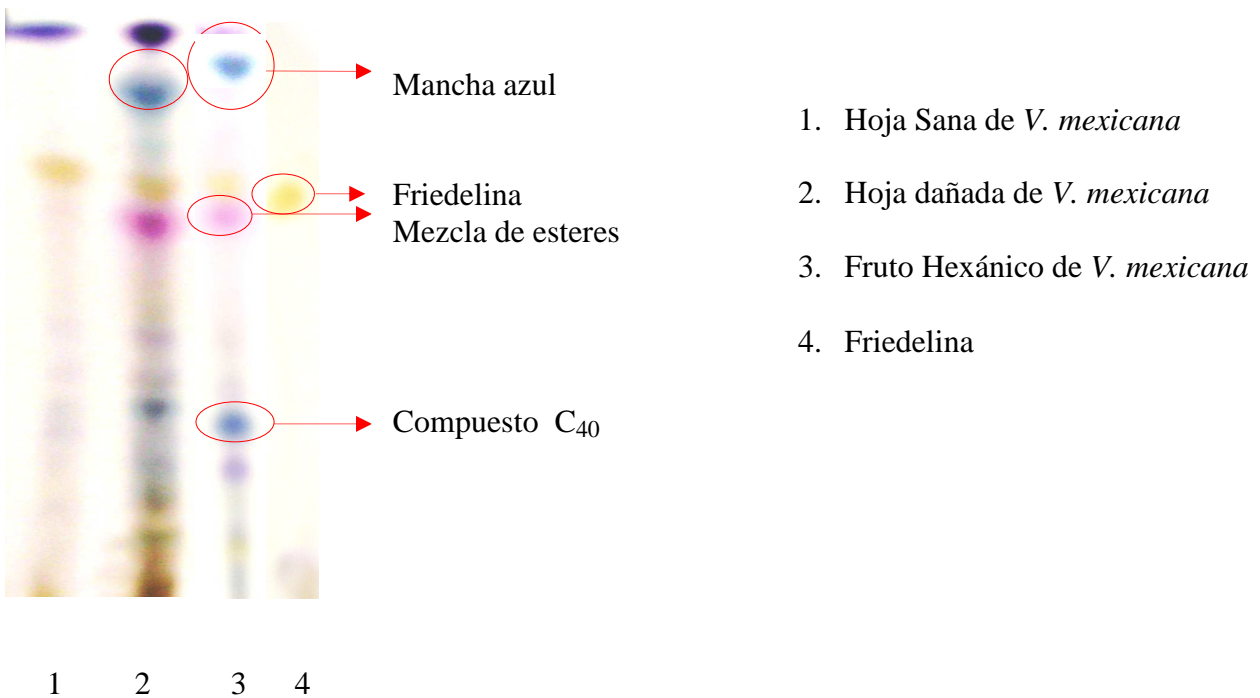 Mancha azul
Friedelina
Mezcla de esteres
Compuesto C₄₀
1. Hoja Sana de V. mexicana
2. Hoja dañada de V. mexicana
3. Fruto Hexánico de V. mexicana
4. Friedelina
1 2 3 4